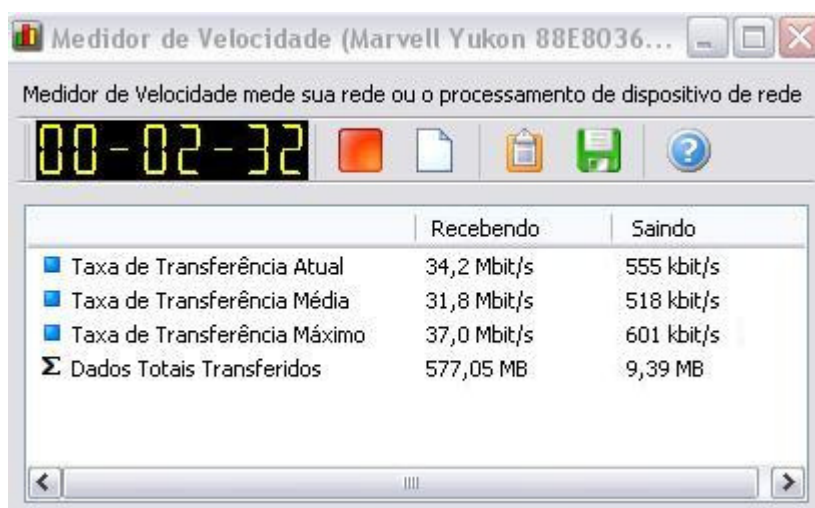 Medidor de Velocidade (Marvell Yukon 88E8036...
Medidor de Velocidade mede sua rede ou o processamento de dispositivo de rede
00-02-32
Recebendo Saindo
Taxa de Transferência Atual 34,2 Mbit/s 555 kbit/s
Taxa de Transferência Média 31,8 Mbit/s 518 kbit/s
Taxa de Transferência Máximo 37,0 Mbit/s 601 kbit/s
Σ Dados Totais Transferidos 577,05 MB 9,39 MB